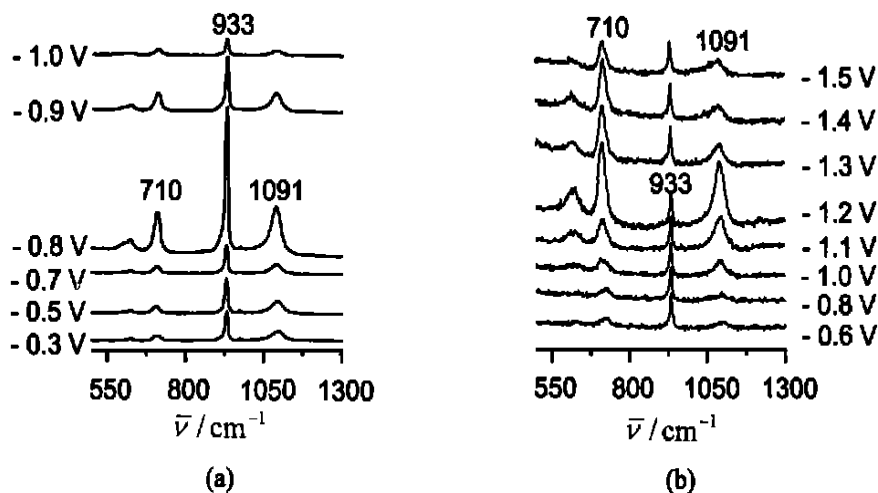 933
- 1.0 V
- 0.9 V
710
1091
- 0.8 V
- 0.7 V
- 0.5 V
- 0.3 V
550 800 1050 1300
ν̄ / cm⁻¹
(a)
710
1091
- 1.5 V
- 1.4 V
- 1.3 V
933
- 1.2 V
- 1.1 V
- 1.0 V
- 0.8 V
- 0.6 V
550 800 1050 1300
ν̄ / cm⁻¹
(b)